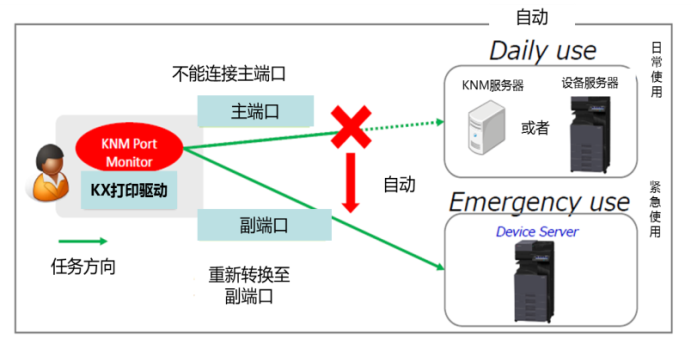 自动
Daily use
日常使用
不能连接主端口
KNM服务器
设备服务器
主端口
或者
KNM Port
Monitor
KX打印驱动
自动
紧急使用
Emergency use
副端口
Device Server
任务方向
重新转换至
副端口